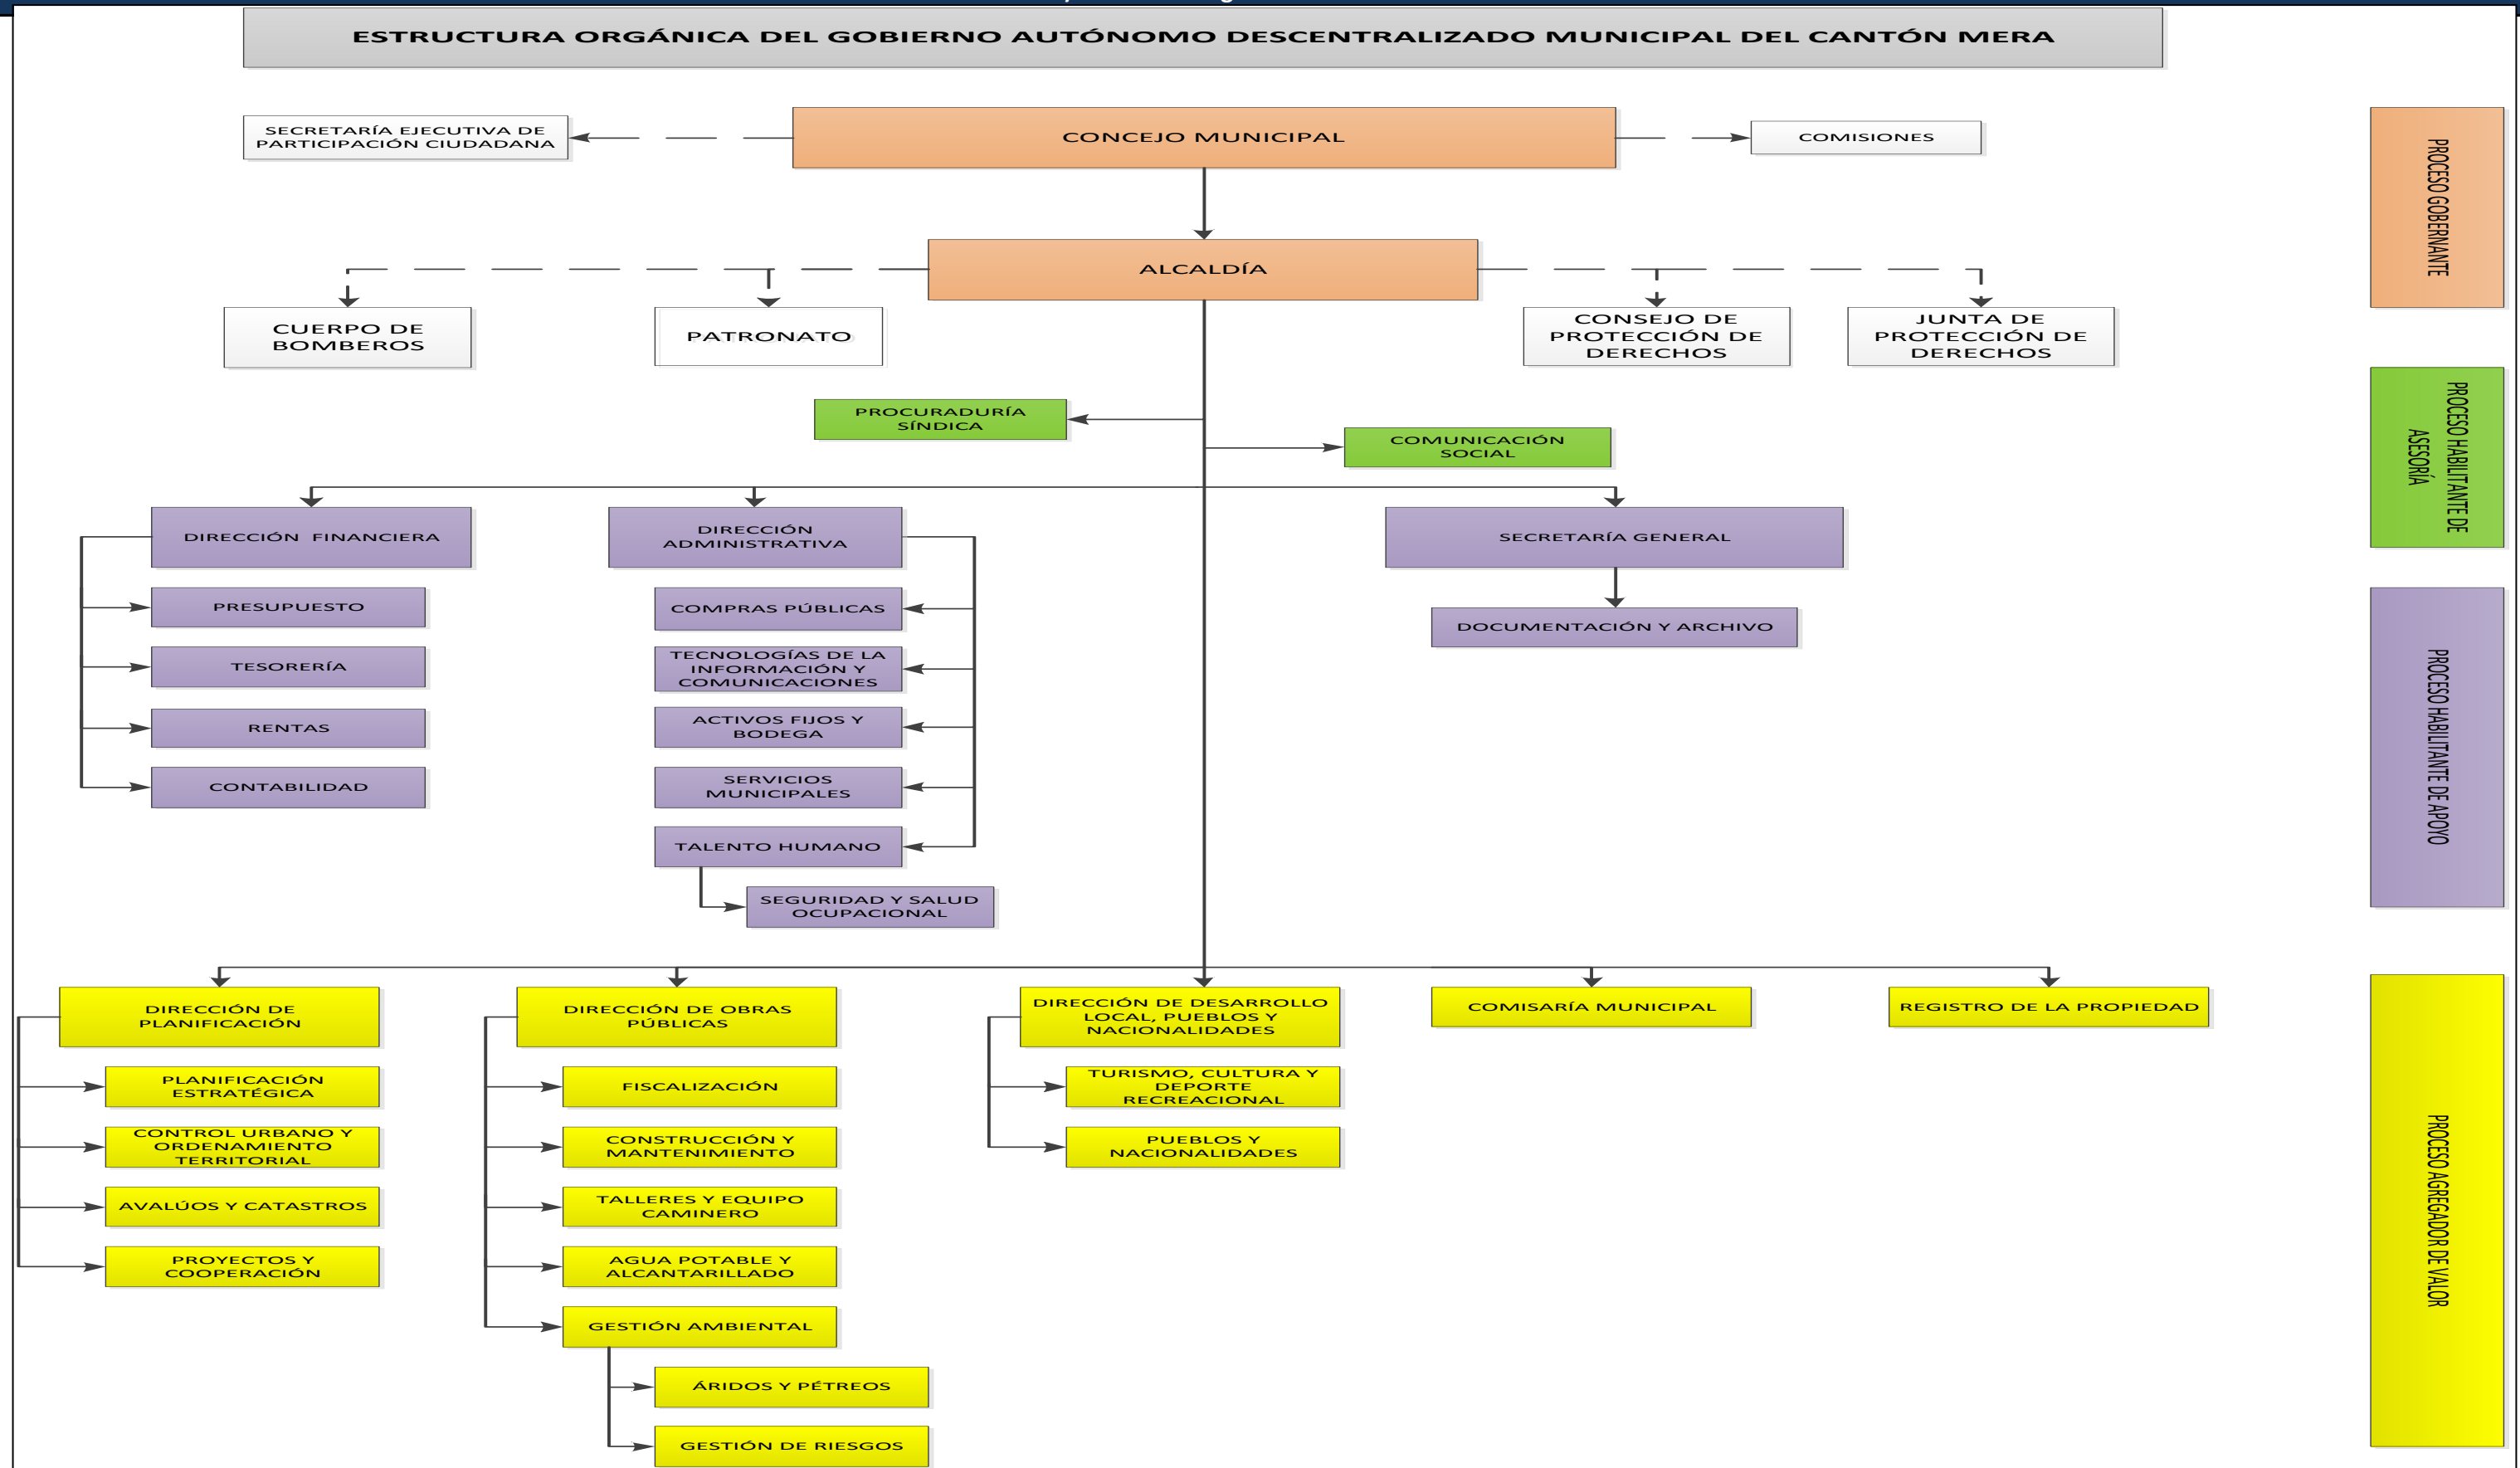 ESTRUCTURA ORGÁNICA DEL GOBIERNO AUTÓNOMO DESCENTRALIZADO MUNICIPAL DEL CANTÓN MERA
SECRETARÍA EJECUTIVA DE
PARTICIPACIÓN CIUDADANA
CONCEJO MUNICIPAL
COMISIONES
PROCESO GOBERNANTE
ALCALDÍA
CUERPO DE
BOMBEROS
PATRONATO
CONSEJO DE
PROTECCIÓN DE
DERECHOS
JUNTA DE
PROTECCIÓN DE
DERECHOS
PROCURADURÍA
SÍNDICA
COMUNICACIÓN
SOCIAL
PROCESO HABILITANTE DE
ASESORÍA
DIRECCIÓN FINANCIERA
PRESUPUESTO
TESORERÍA
RENTAS
CONTABILIDAD
DIRECCIÓN
ADMINISTRATIVA
COMPRAS PÚBLICAS
TECNOLOGÍAS DE LA
INFORMACIÓN Y
COMUNICACIONES
ACTIVOS FIJOS Y
BODEGA
SERVICIOS
MUNICIPALES
TALENTO HUMANO
SEGURIDAD Y SALUD
OCUPACIONAL
SECRETARÍA GENERAL
DOCUMENTACIÓN Y ARCHIVO
PROCESO HABILITANTE DE APOYO
DIRECCIÓN DE
PLANIFICACIÓN
PLANIFICACIÓN
ESTRATÉGICA
CONTROL URBANO Y
ORDENAMIENTO
TERRITORIAL
AVALÚOS Y CATASTROS
PROYECTOS Y
COOPERACIÓN
DIRECCIÓN DE OBRAS
PÚBLICAS
FISCALIZACIÓN
CONSTRUCCIÓN Y
MANTENIMIENTO
TALLERES Y EQUIPO
CAMINERO
AGUA POTABLE Y
ALCANTARILLADO
GESTIÓN AMBIENTAL
ÁRIDOS Y PÉTREOS
GESTIÓN DE RIESGOS
DIRECCIÓN DE DESARROLLO
LOCAL, PUEBLOS Y
NACIONALIDADES
TURISMO, CULTURA Y
DEPORTE
RECREACIONAL
PUEBLOS Y
NACIONALIDADES
COMISARÍA MUNICIPAL
REGISTRO DE LA PROPIEDAD
PROCESO AGREGADOR DE VALOR